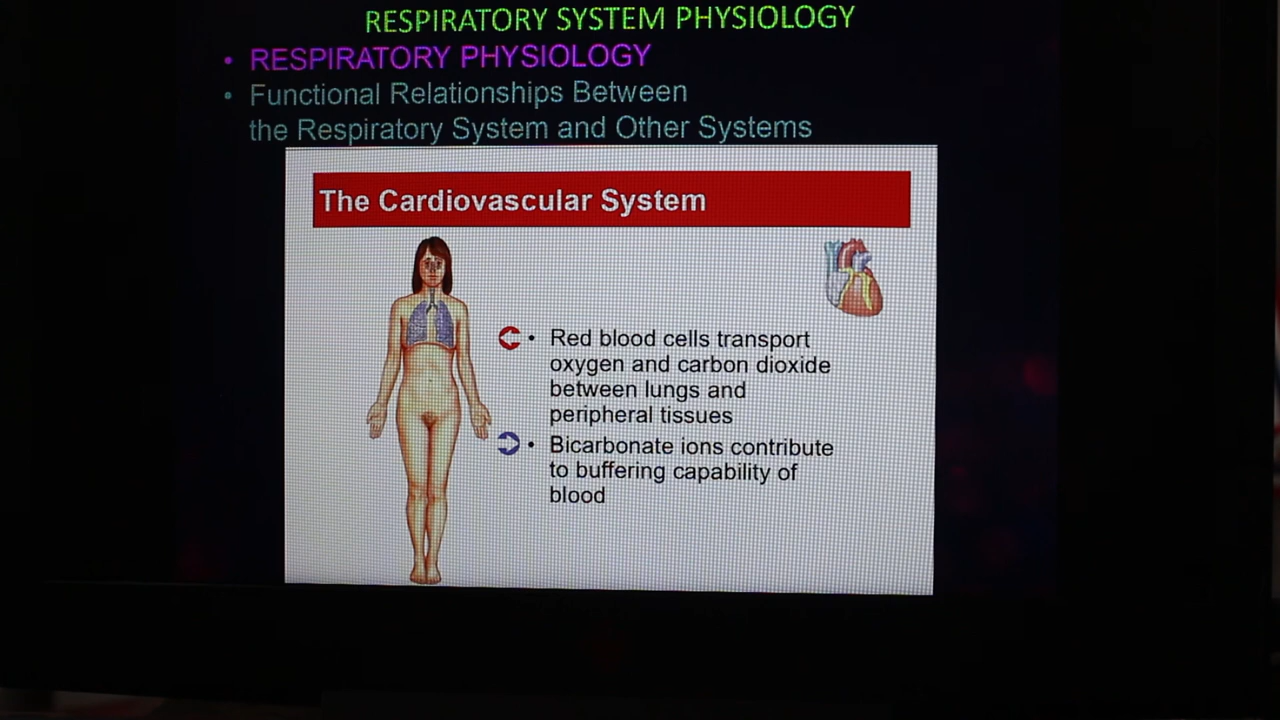 RESPIRATORY SYSTEM PHYSIOLOGY
• RESPIRATORY PHYSIOLOGY
• Functional Relationships Between
the Respiratory System and Other Systems
The Cardiovascular System
• Red blood cells transport
oxygen and carbon dioxide
between lungs and
peripheral tissues
• Bicarbonate ions contribute
to buffering capability of
blood